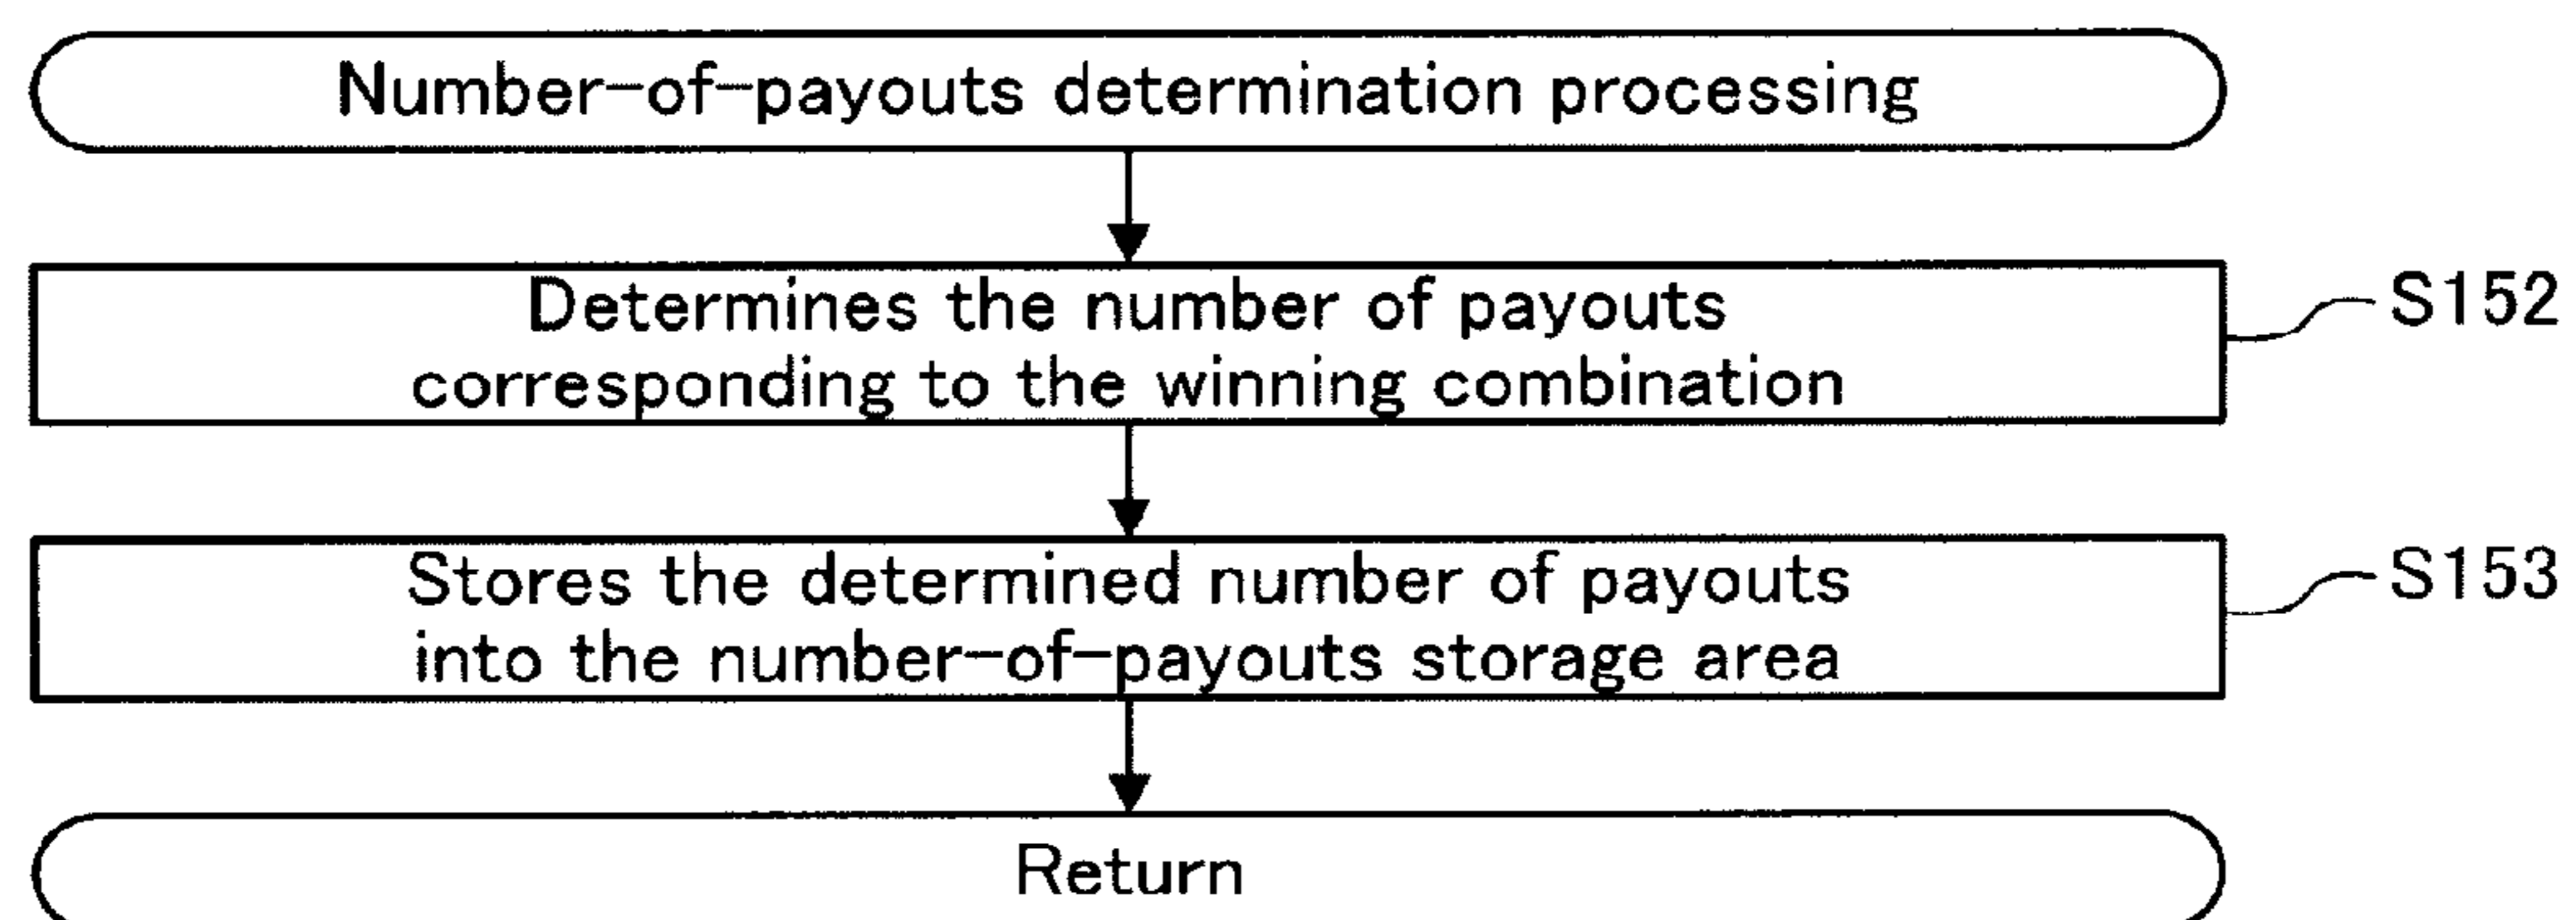 Number-of-payouts determination processing
Determines the number of payouts
corresponding to the winning combination
S152
Stores the determined number of payouts
into the number-of-payouts storage area
S153
Return